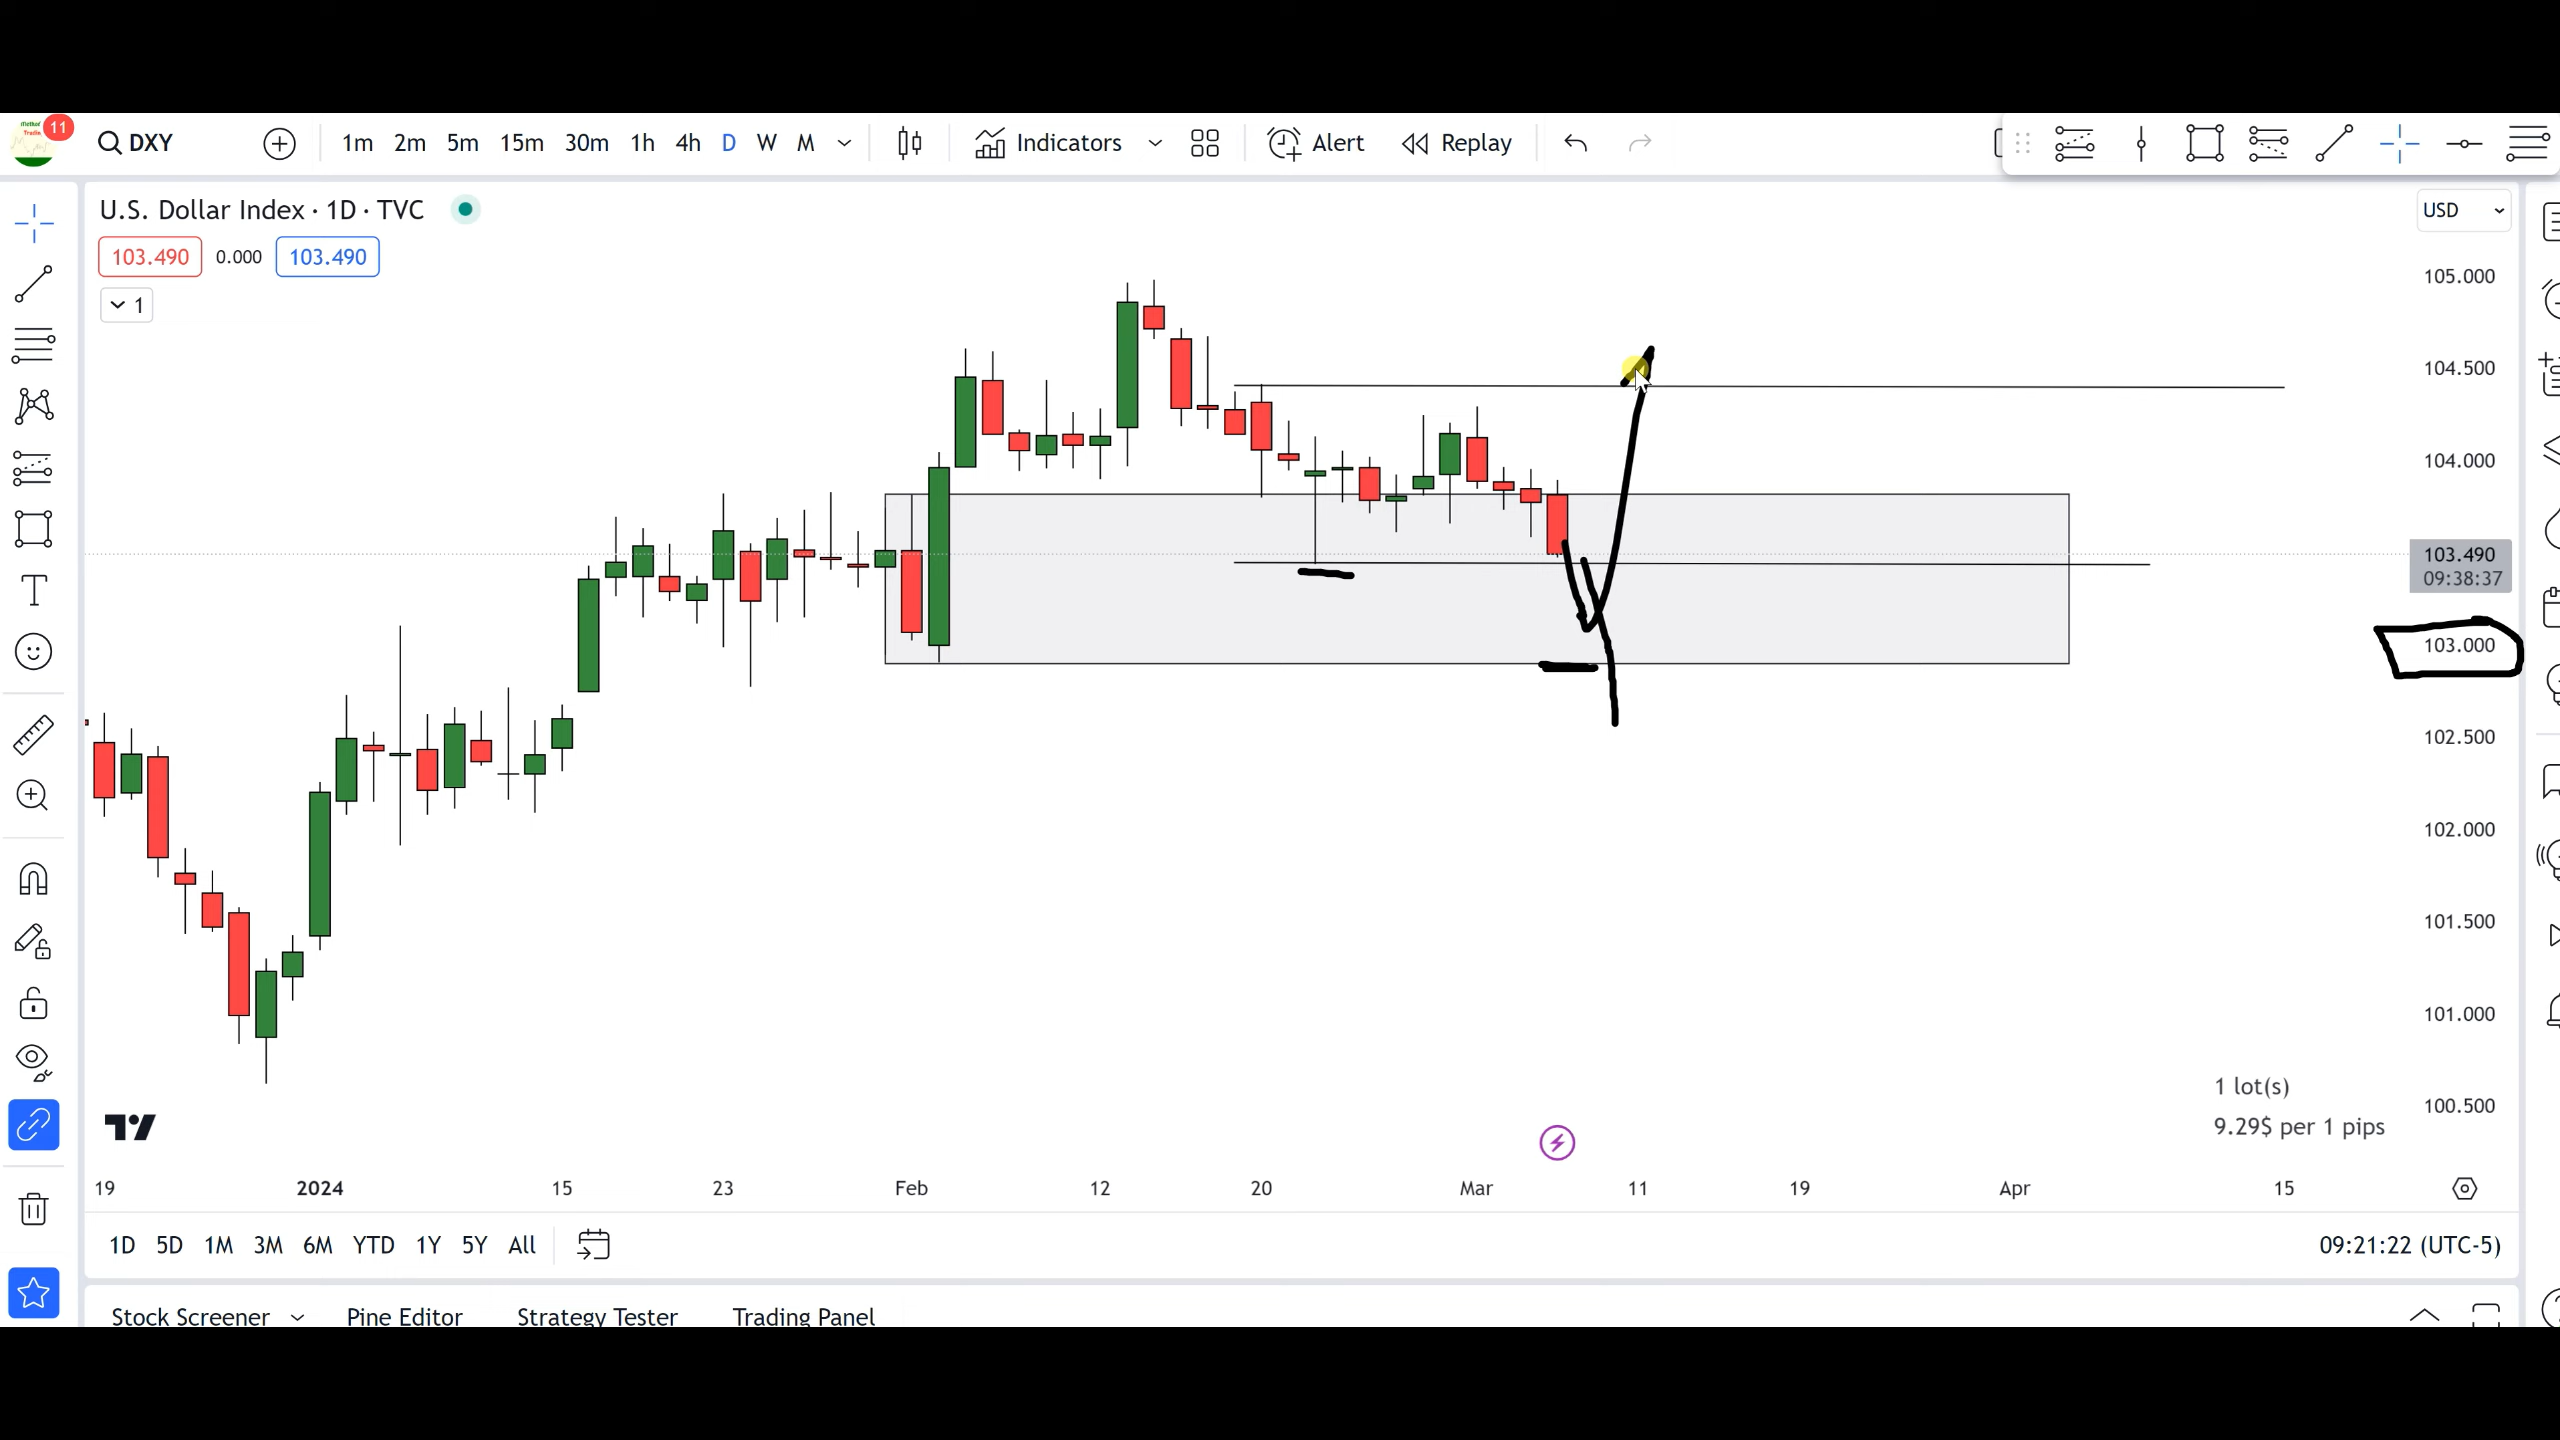 11
DXY
1m 2m 5m 15m 30m 1h 4h D W M
Indicators
Alert
Replay
U.S. Dollar Index · 1D · TVC
103.490 0.000 103.490
1
USD
105.000
104.500
104.000
103.490
09:38:37
103.000
102.500
102.000
101.500
101.000
100.500
1 lot(s)
9.29$ per 1 pips
19 2024 15 23 Feb 12 20 Mar 11 19 Apr 15
1D 5D 1M 3M 6M YTD 1Y 5Y All
09:21:22 (UTC-5)
Stock Screener Pine Editor Strategy Tester Trading Panel